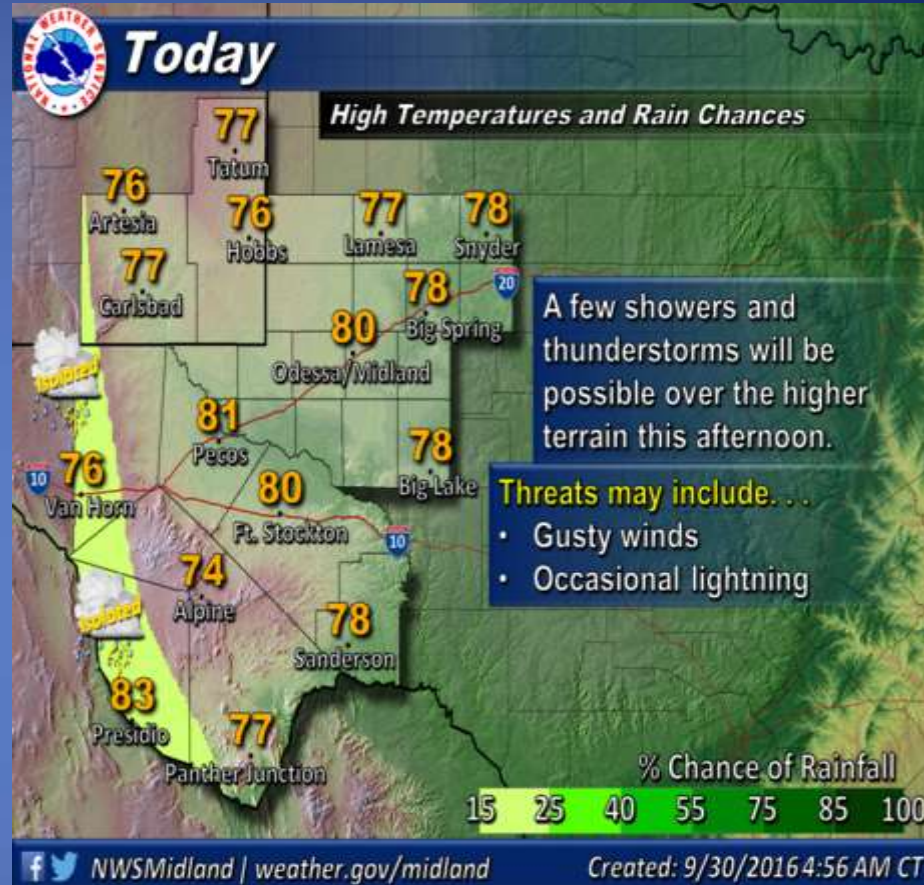 NATIONAL WEATHER SERVICE
Today
High Temperatures and Rain Chances
77
Tatum
76
Artesia
76
Hobbs
77
Lamesa
78
Snyder
77
Carlsbad
20
78
Big Spring
80
Odessa/Midland
A few showers and
thunderstorms will be
possible over the higher
terrain this afternoon.
Isolated
81
Pecos
78
Big Lake
10
76
Van Horn
80
Ft. Stockton
10
Threats may include. . .
• Gusty winds
• Occasional lightning
74
Alpine
Isolated
78
Sanderson
83
Presidio
77
Panther Junction
% Chance of Rainfall
15 25 40 55 75 85 100
NWSMidland | weather.gov/midland
Created: 9/30/2016 4:56 AM CT